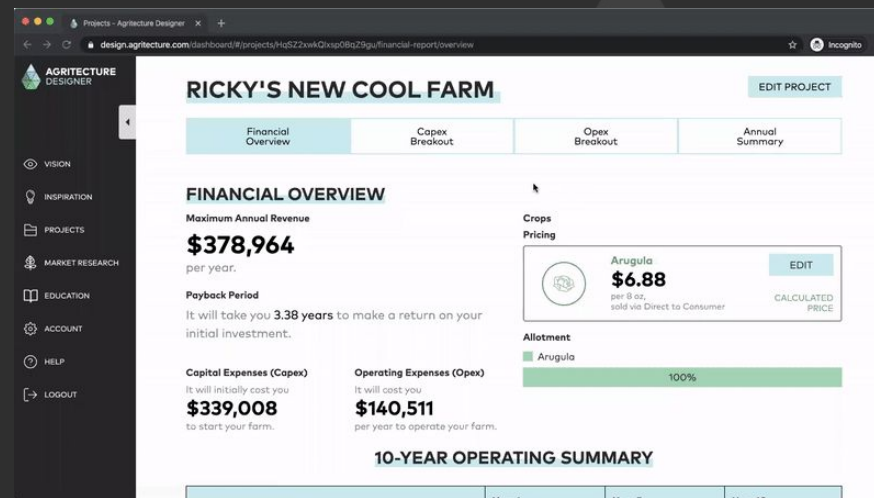 Projects - Agritecture Designer
design.agritecture.com/dashboard/#/projects/HqSZ2xwkQlxsp0BqZ9gu/financial-report/overview
Incognito
AGRITECTURE
DESIGNER
VISION
INSPIRATION
PROJECTS
MARKET RESEARCH
EDUCATION
ACCOUNT
HELP
LOGOUT
RICKY'S NEW COOL FARM
EDIT PROJECT
Financial
Overview
Capex
Breakout
Opex
Breakout
Annual
Summary
FINANCIAL OVERVIEW
Maximum Annual Revenue
$378,964
per year.
Payback Period
It will take you 3.38 years to make a return on your
initial investment.
Capital Expenses (Capex)
It will initially cost you
$339,008
to start your farm.
Operating Expenses (Opex)
It will cost you
$140,511
per year to operate your farm.
Crops
Pricing
Arugula
$6.88
per 8 oz,
sold via Direct to Consumer
EDIT
CALCULATED
PRICE
Allotment
Arugula
100%
10-YEAR OPERATING SUMMARY